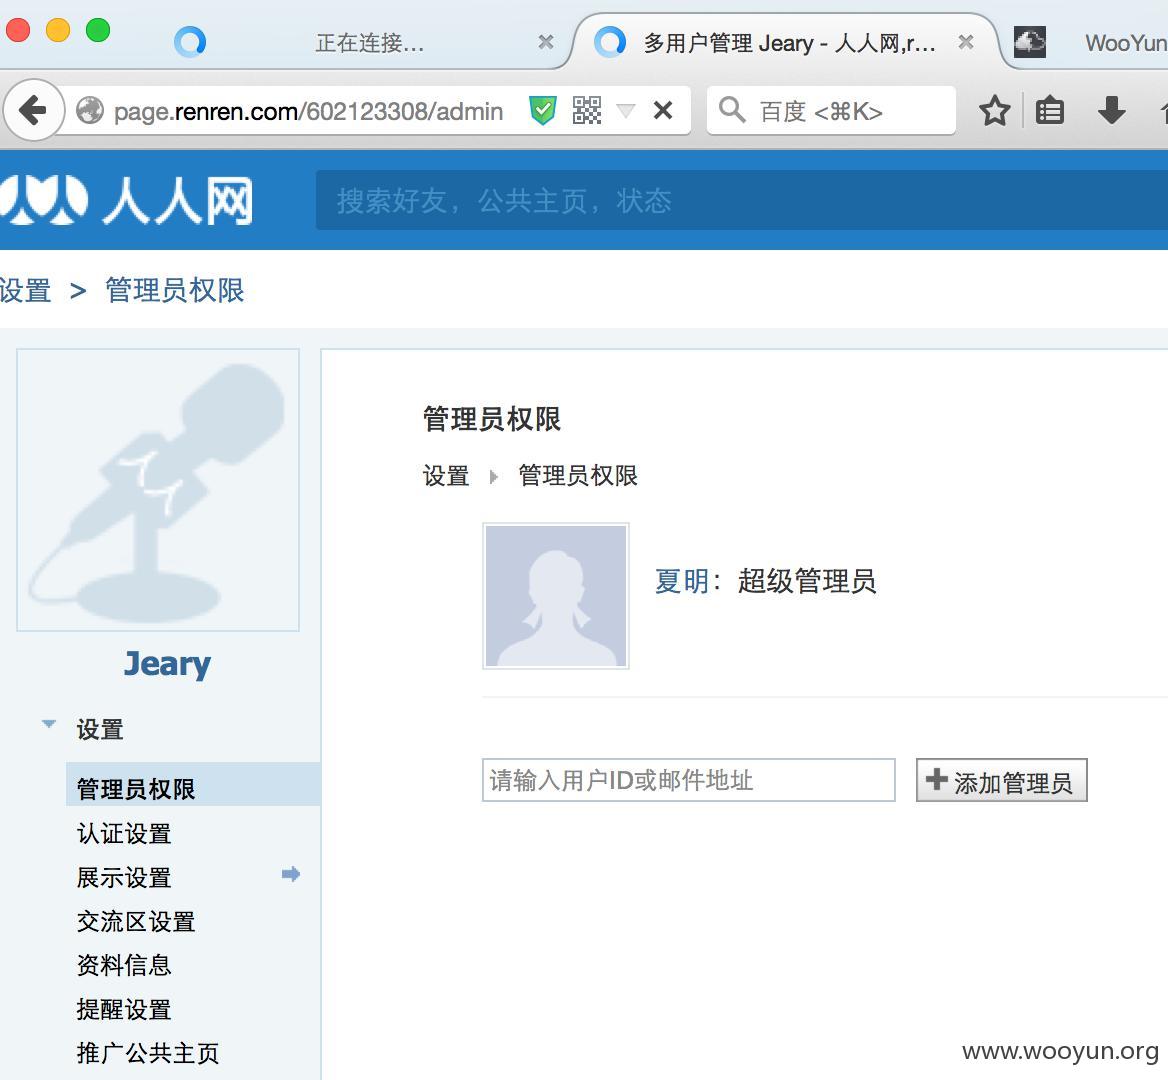 正在连接...
多用户管理 Jeary - 人人网,r...
WooYun
page.renren.com/602123308/admin
百度 <⌘K>
人人网
搜索好友，公共主页，状态
设置 > 管理员权限
管理员权限
设置 管理员权限
夏明：超级管理员
请输入用户ID或邮件地址
添加管理员
Jeary
设置
管理员权限
认证设置
展示设置
交流区设置
资料信息
提醒设置
推广公共主页
www.wooyun.org